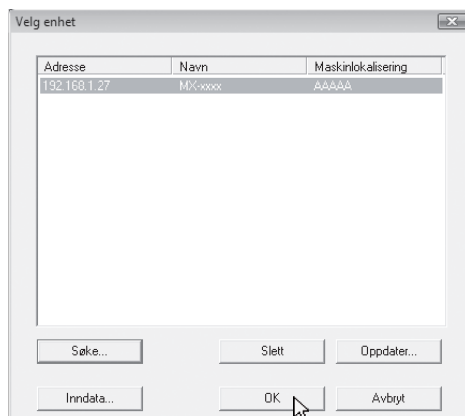 Velg enhet
Adresse Navn Maskinlokalisering
192.168.1.27 MX-xxxx AAAAA
Søke... Slett Oppdater...
Inndata... OK Avbryt